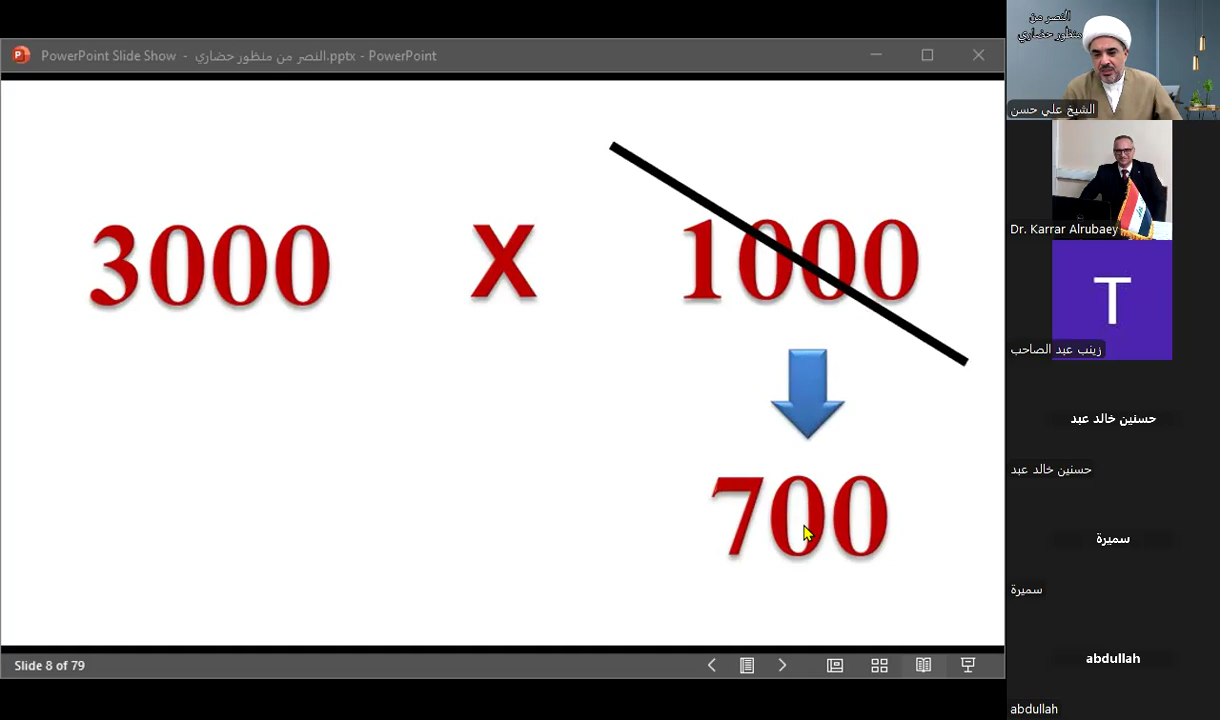 PowerPoint Slide Show - النصر من منظور حضاري.pptx - PowerPoint
3000 X 1000
700
Slide 8 of 79
النصر من
منظور حضاري
الشيخ علي حسن
Dr. Karrar Alrubaey
T
زينب عبد الصاحب
حسنين خالد عبد
حسنين خالد عبد
سميرة
سميرة
abdullah
abdullah